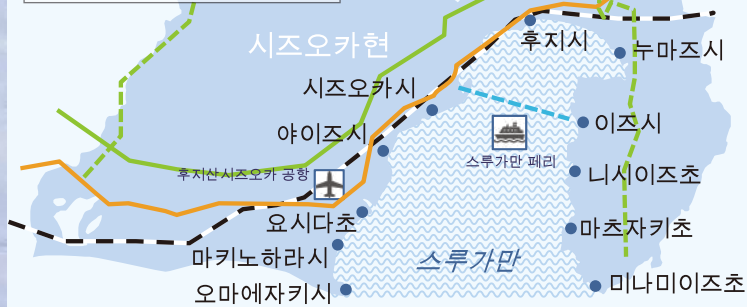 후지시
시즈오카현
누마즈시
시즈오카시
이즈시
야이즈시
스루가만 페리
후지산시즈오카 공항
니시이즈초
요시다초
마츠자키초
마키노하라시
스루가만
미나미이즈초
오마에자키시